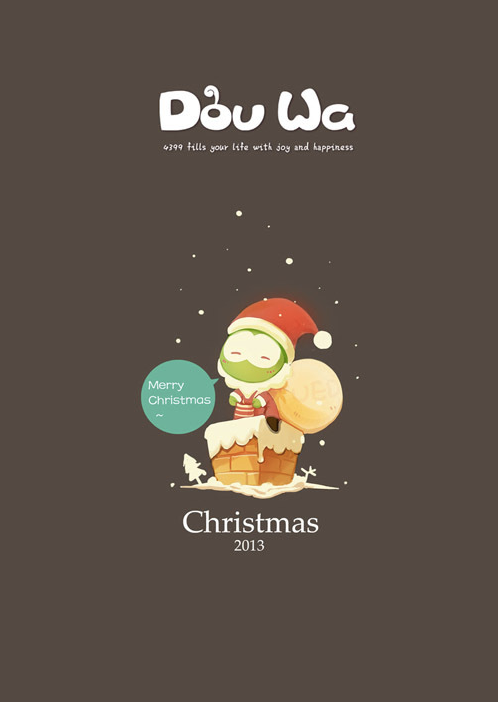 Dou Wa
4399 fills your life with joy and happiness
Merry
Christmas
~
Christmas
2013